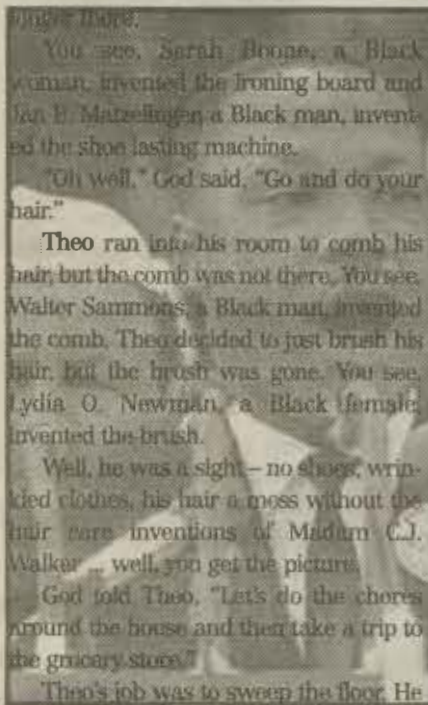 longer there.
You see, Sarah Boone, a Black
woman, invented the ironing board and
Jan E. Matzelingen a Black man, invent-
ed the shoe lasting machine.
"Oh well," God said, "Go and do your
hair."
Theo ran into his room to comb his
hair, but the comb was not there. You see,
Walter Sammons, a Black man, invented
the comb. Theo decided to just brush his
hair, but the brush was gone. You see,
Lydia O. Newman, a Black female,
invented the brush.
Well, he was a sight – no shoes, wrin-
kled clothes, his hair a mess without the
hair care inventions of Madam C.J.
Walker ... well, you get the picture.
God told Theo, "Let's do the chores
around the house and then take a trip to
the grocery store."
Theo's job was to sweep the floor. He